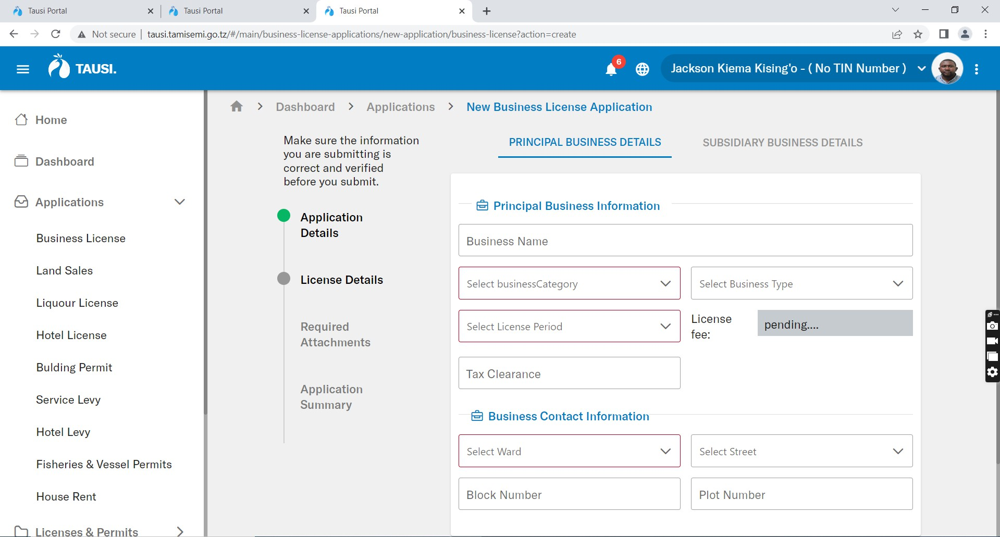 Tausi Portal
Tausi Portal
Tausi Portal
Not secure
tausi.tamisemi.go.tz/#/main/business-license-applications/new-application/business-license?action=create
TAUSI.
6
Jackson Kiema Kising'o - ( No TIN Number )
Home
Dashboard
Applications
Business License
Land Sales
Liquour License
Hotel License
Bulding Permit
Service Levy
Hotel Levy
Fisheries & Vessel Permits
House Rent
Licenses & Permits
Dashboard
Applications
New Business License Application
Make sure the information
you are submitting is
correct and verified
before you submit.
Application
Details
License Details
Required
Attachments
Application
Summary
PRINCIPAL BUSINESS DETAILS
SUBSIDIARY BUSINESS DETAILS
Principal Business Information
Business Name
Select businessCategory
Select Business Type
Select License Period
License
fee:
pending....
Tax Clearance
Business Contact Information
Select Ward
Select Street
Block Number
Plot Number